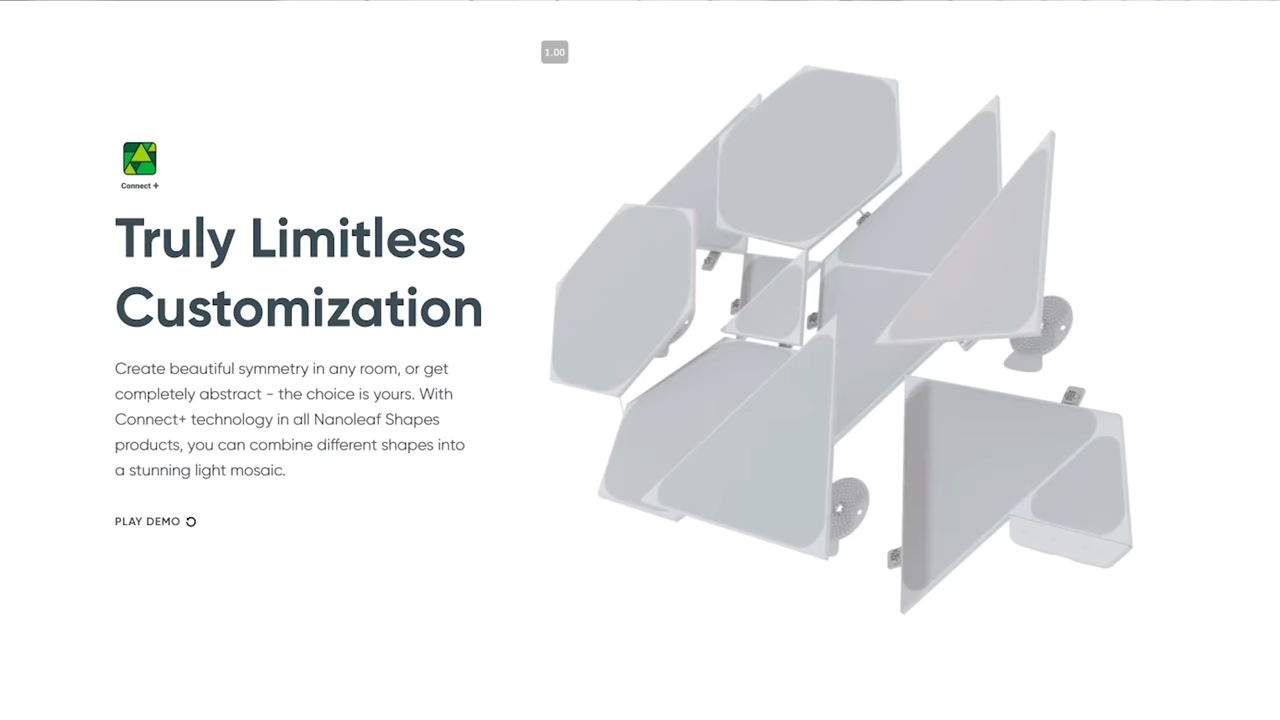 1.00
Connect +
Truly Limitless
Customization
Create beautiful symmetry in any room, or get
completely abstract - the choice is yours. With
Connect+ technology in all Nanoleaf Shapes
products, you can combine different shapes into
a stunning light mosaic.
PLAY DEMO